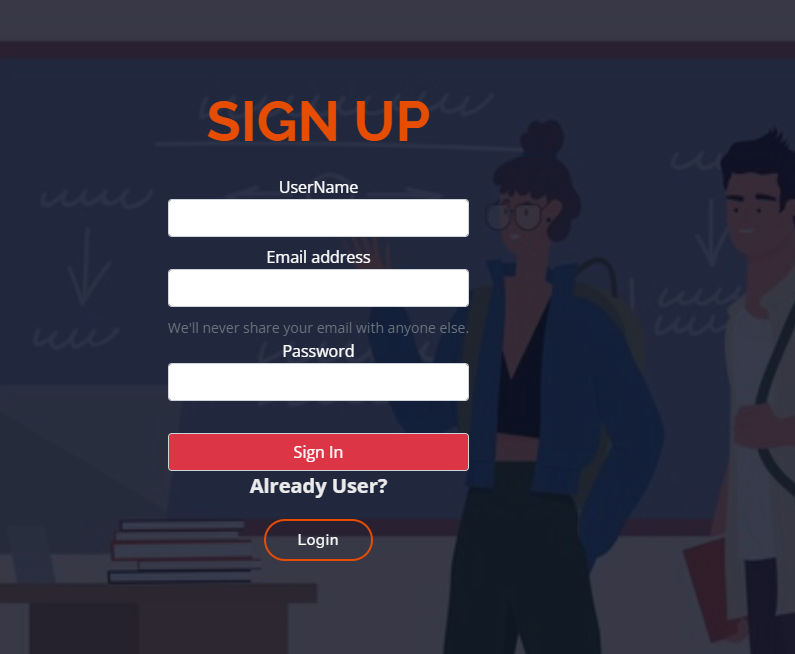 SIGN UP
UserName
Email address
We'll never share your email with anyone else.
Password
Sign In
Already User?
Login